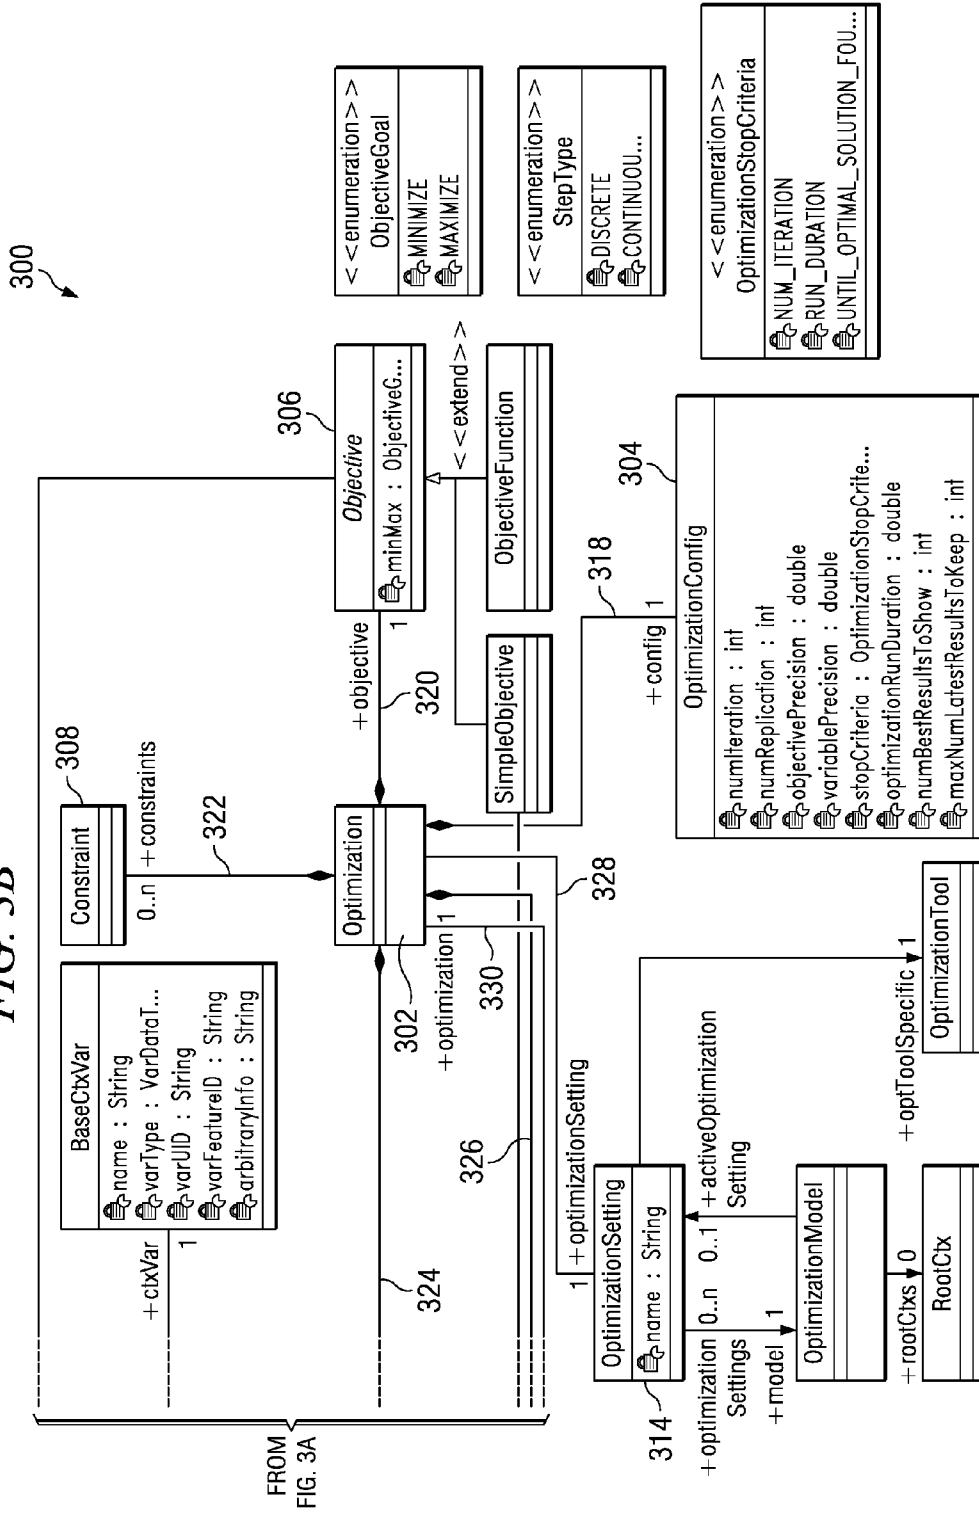 FIG. 3B
300
FROM
FIG. 3A
BaseCtxVar
name : String
varType : VarDataT...
varUID : String
varFeatureID : String
arbitraryInfo : String
+ctxVar
1
Constraint
308
0..n
+constraints
322
324
Optimization
302
+optimization
1
330
328
326
+objective
1
320
Objective
306
minMax : ObjectiveG...
<<extend>>
SimpleObjective
ObjectiveFunction
<<enumeration>>
ObjectiveGoal
MINIMIZE
MAXIMIZE
<<enumeration>>
StepType
DISCRETE
CONTINUOU...
<<enumeration>>
OptimizationStopCriteria
NUM_ITERATION
RUN_DURATION
UNTIL_OPTIMAL_SOLUTION_FOU...
318
+config
1
304
OptimizationConfig
numIteration : int
numReplication : int
objectivePrecision : double
variablePrecision : double
stopCriteria : OptimizationStopCrite...
optimizationRunDuration : double
numBestResultsToShow : int
maxNumLatestResultsToKeep : int
1
+optimizationSetting
OptimizationSetting
name : String
314
+optimization
Settings
0..n
0..1
+activeOptimization
Setting
+model
1
OptimizationModel
+rootCtxs
0
RootCtx
+optToolSpecific
1
OptimizationTool